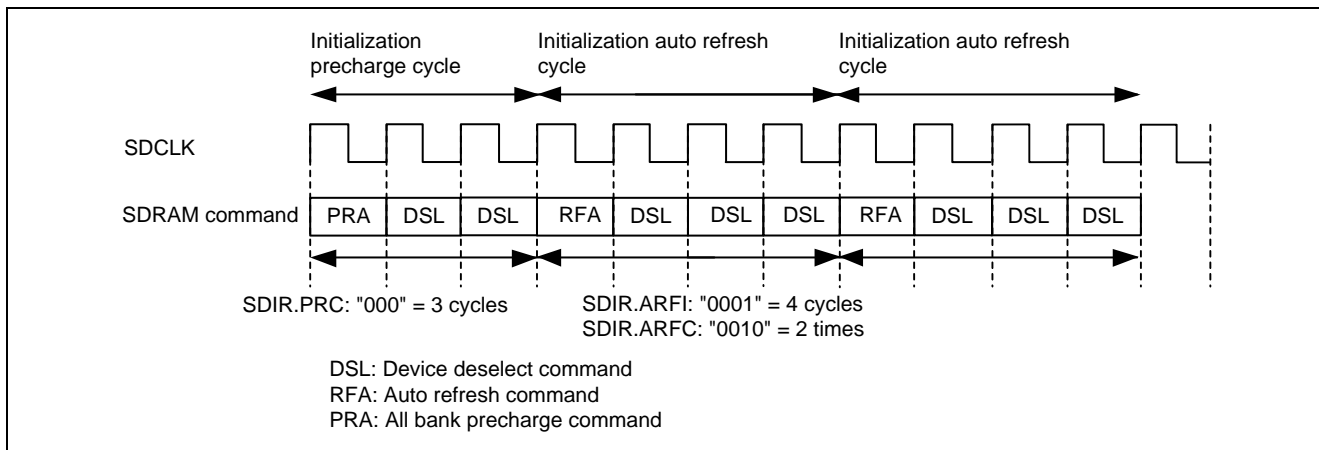 Initialization
precharge cycle
Initialization auto refresh
cycle
Initialization auto refresh
cycle
SDCLK
SDRAM command PRA DSL DSL RFA DSL DSL DSL RFA DSL DSL DSL
SDIR.PRC: "000" = 3 cycles
SDIR.ARFI: "0001" = 4 cycles
SDIR.ARFC: "0010" = 2 times
DSL: Device deselect command
RFA: Auto refresh command
PRA: All bank precharge command